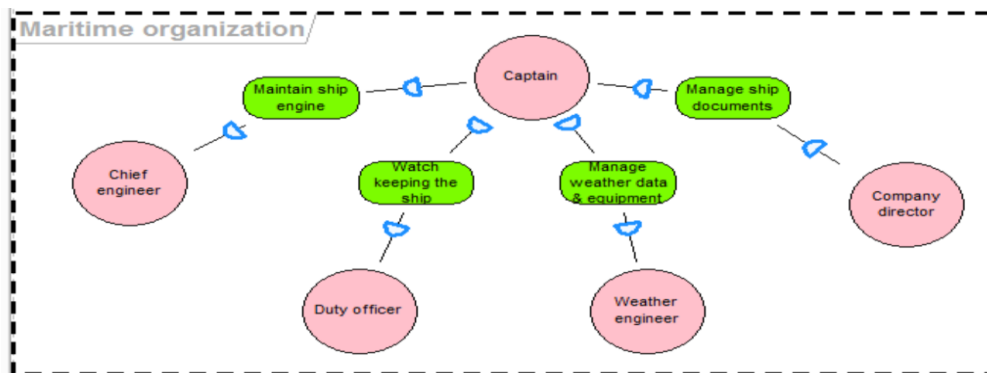 Maritime organization
Captain
Maintain ship
engine
Manage ship
documents
Chief
engineer
Watch
keeping the
ship
Manage
weather data
& equipment
Company
director
Duty officer
Weather
engineer